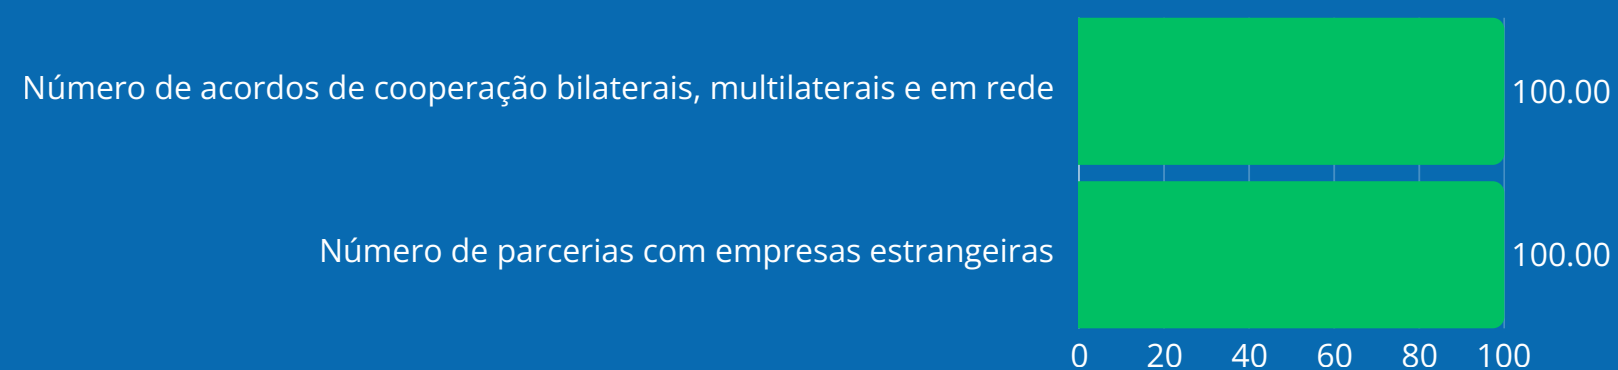 Número de acordos de cooperação bilaterais, multilaterais e em rede
100.00
Número de parcerias com empresas estrangeiras
100.00
0 20 40 60 80 100